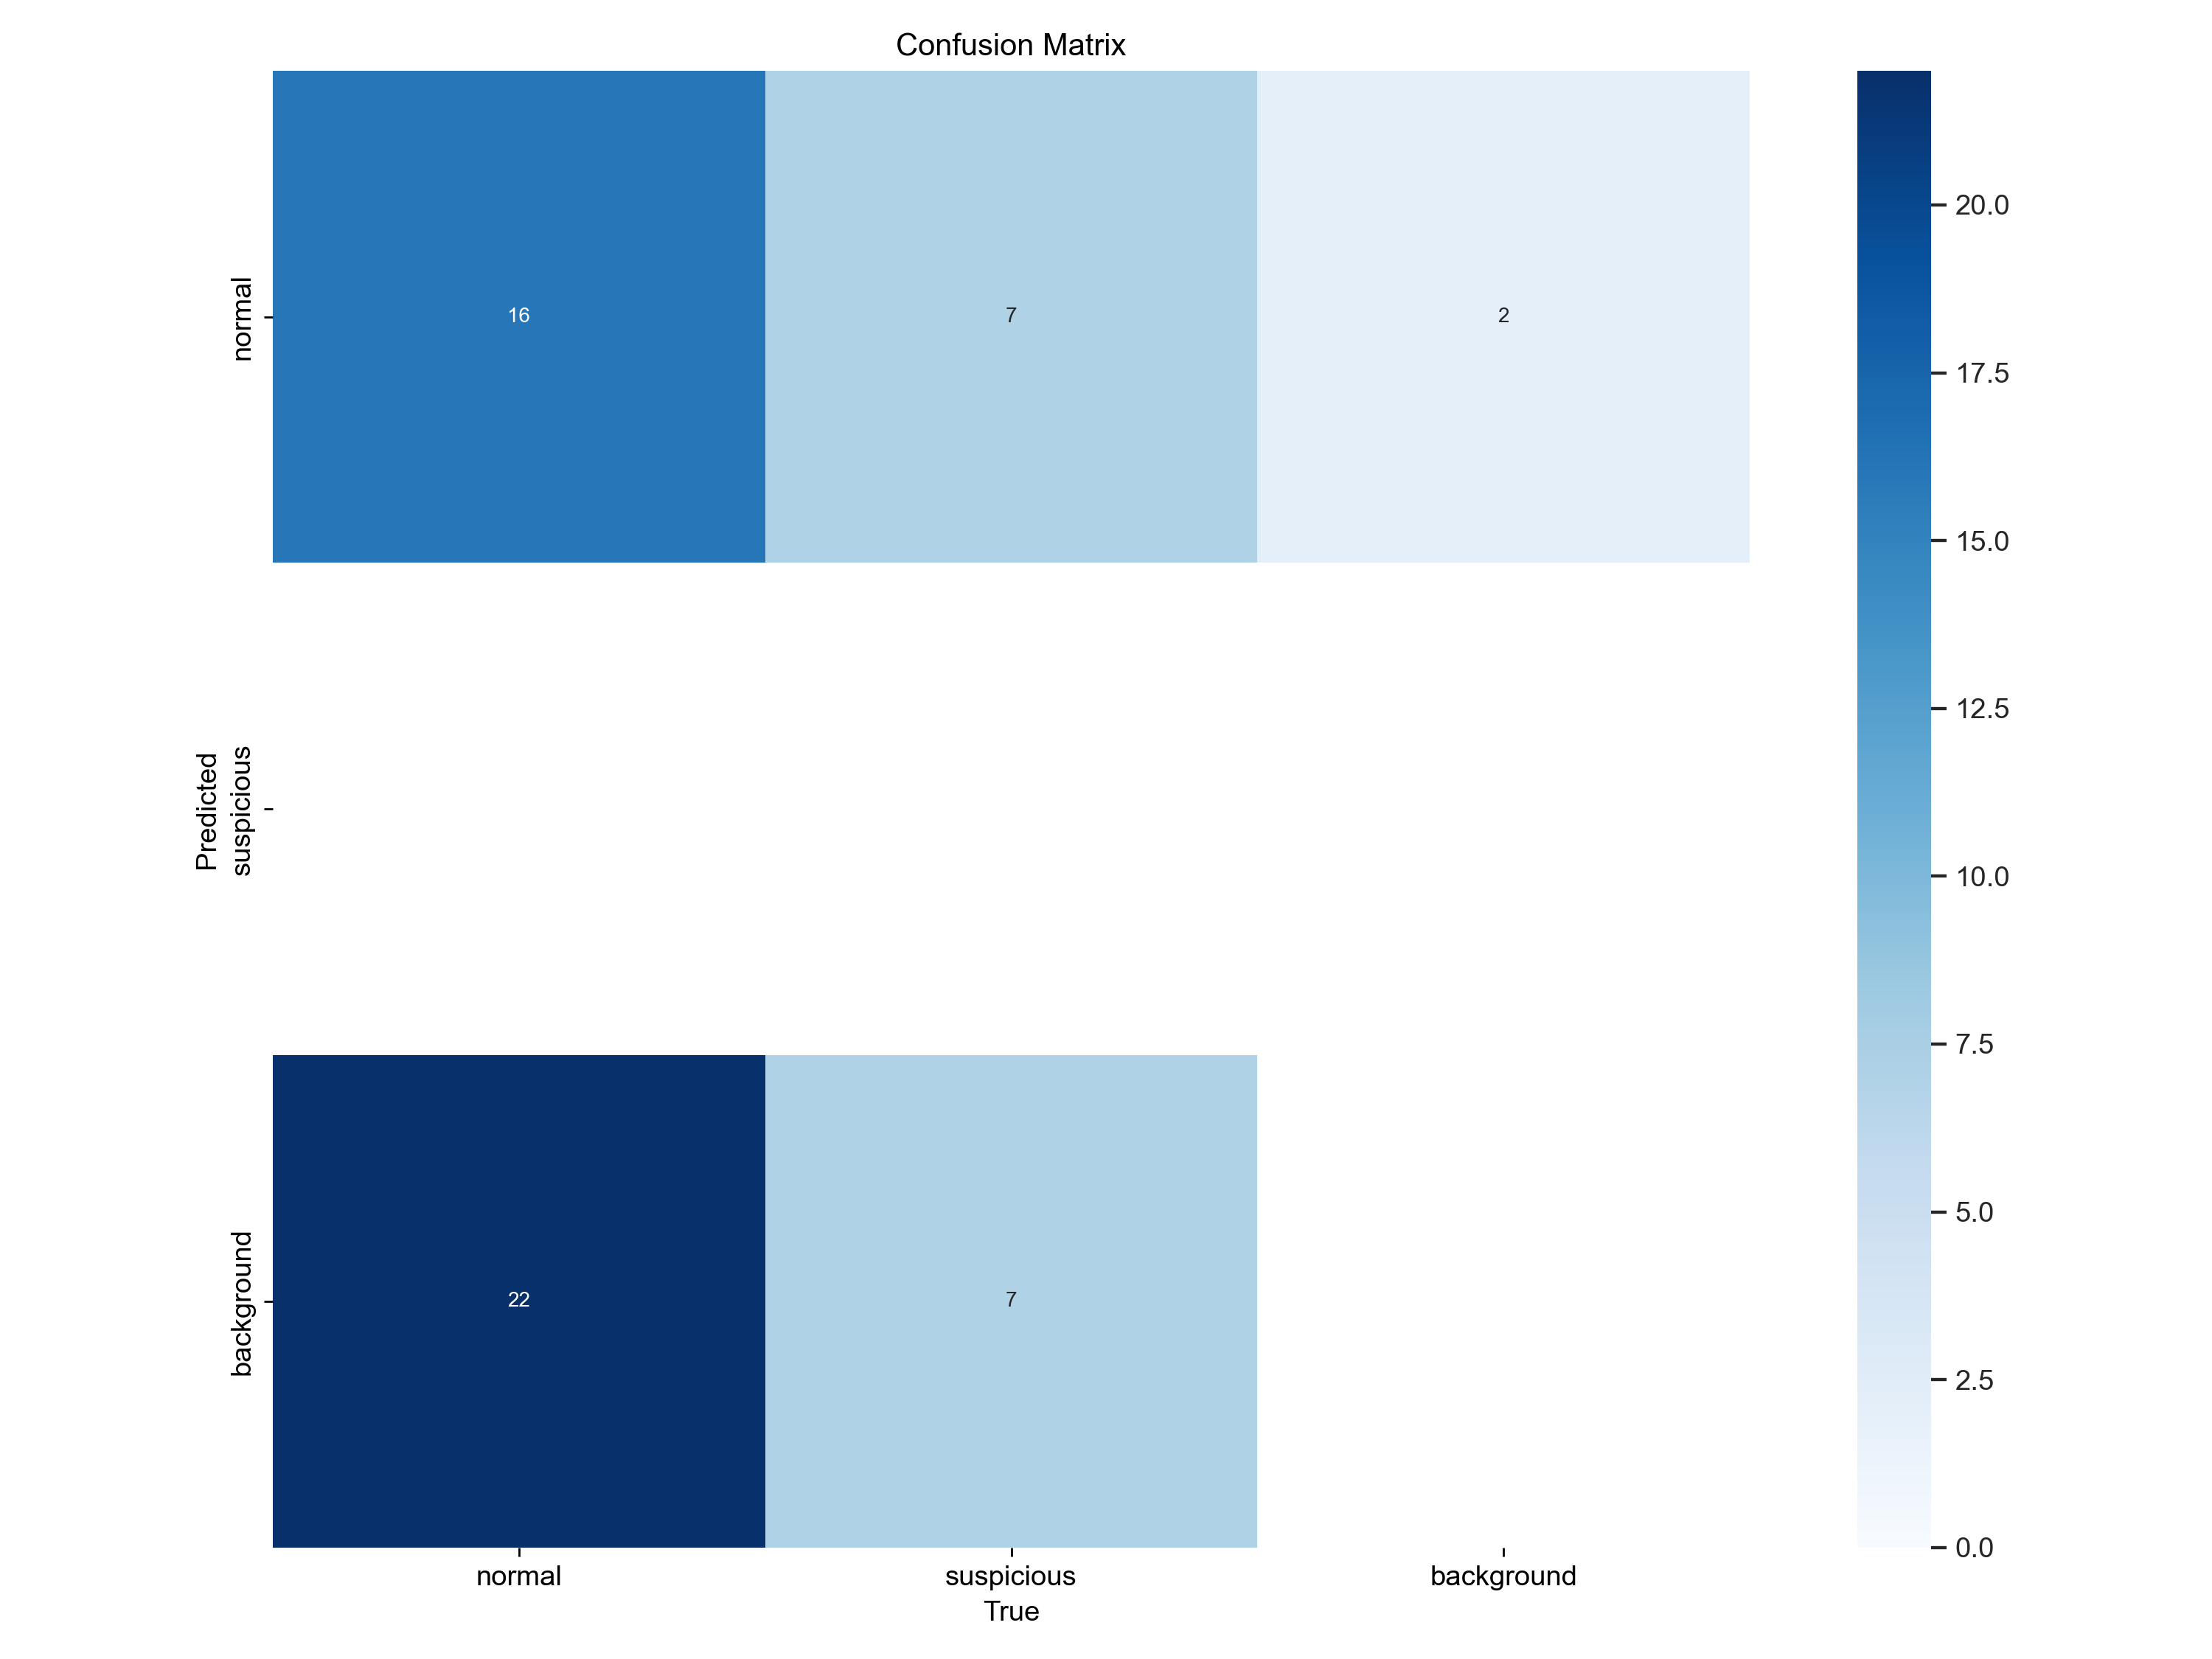 Confusion Matrix
normal
16
7
2
Predicted
suspicious
background
22
7
normal
suspicious
background
True
20.0
17.5
15.0
12.5
10.0
7.5
5.0
2.5
0.0